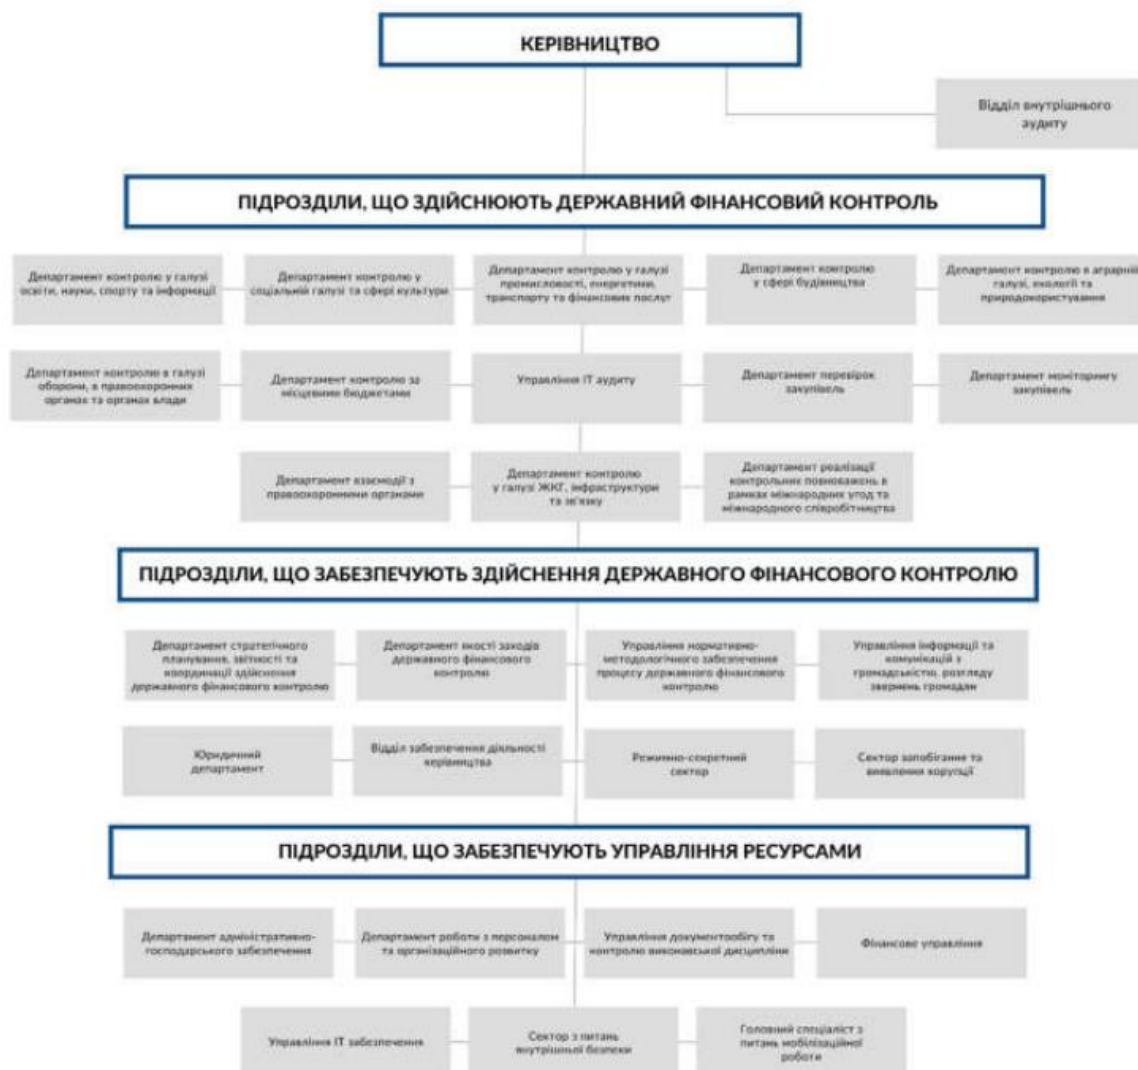 КЕРІВНИЦТВО
Відділ внутрішнього
аудиту
ПІДРОЗДІЛИ, ЩО ЗДІЙСНЮЮТЬ ДЕРЖАВНИЙ ФІНАНСОВИЙ КОНТРОЛЬ
Департамент контролю у галузі
освіти, науки, спорту та інформації
Департамент контролю у
соціальній галузі та сфері культури
Департамент контролю у галузі
промисловості, енергетики,
транспорту та фінансових послуг
Департамент контролю
у сфері будівництва
Департамент контролю в аграрній
галузі, екології та
природокористування
Департамент контролю в галузі
оборони, в правоохоронних
органах та органах влади
Департамент контролю за
місцевими бюджетами
Управління ІТ аудиту
Департамент перевірок
закупівель
Департамент моніторингу
закупівель
Департамент взаємодії з
правоохоронними органами
Департамент контролю
у галузі ЖКГ, інфраструктури
та зв'язку
Департамент реалізації
контрольних повноважень в
рамках міжнародних угод та
міжнародного співробітництва
ПІДРОЗДІЛИ, ЩО ЗАБЕЗПЕЧУЮТЬ ЗДІЙСНЕННЯ ДЕРЖАВНОГО ФІНАНСОВОГО КОНТРОЛЮ
Департамент стратегічного
планування, звітності та
координації здійснення
державного фінансового контролю
Департамент якості заходів
державного фінансового
контролю
Управління нормативно-
методологічного забезпечення
процесу державного фінансового
контролю
Управління інформації та
комунікацій з
громадськістю, розгляду
звернень громадян
Юридичний
департамент
Відділ забезпечення діяльності
керівництва
Режимно-секретний
сектор
Сектор запобігання та
виявлення корупції
ПІДРОЗДІЛИ, ЩО ЗАБЕЗПЕЧУЮТЬ УПРАВЛІННЯ РЕСУРСАМИ
Департамент адміністративно-
господарського забезпечення
Департамент роботи з персоналом
та організаційного розвитку
Управління документообігу та
контролю виконавської дисципліни
Фінансове управління
Управління ІТ забезпечення
Сектор з питань
внутрішньої безпеки
Головний спеціаліст з
питань мобілізаційної
роботи